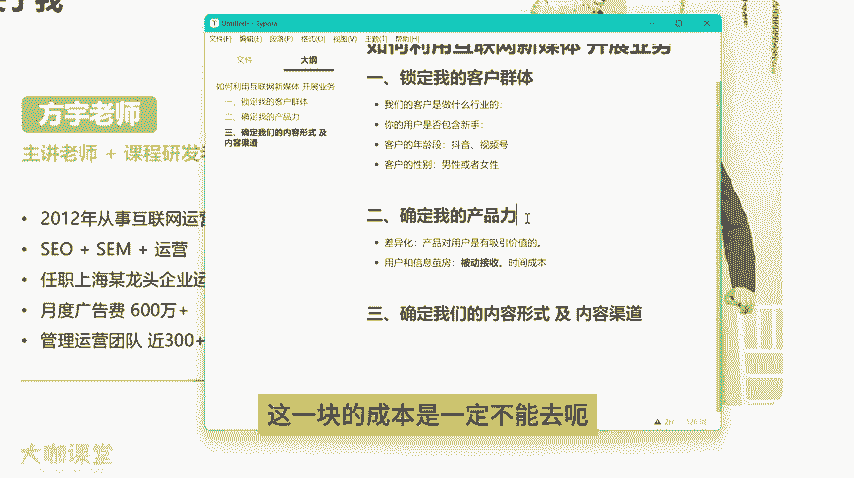 关于我
方宇老师
主讲老师 + 课程研发
2012年从事互联网运营
SEO + SEM + 运营
任职上海某龙头企业运
月度广告费 600万+
管理运营团队 近300+
大咖课堂
Untitled - Typora
文件(F) 编辑(E) 段落(P) 格式(O) 视图(V) 主题(T) 帮助(H)
文件 大纲
如何利用互联网新媒体 开展业务
一、锁定我的客户群体
二、确定我的产品力
三、确定我们的内容形式 及
内容渠道
如何利用互联网新媒体 开展业务
一、锁定我的客户群体
我们的客户是做什么行业的:
你的用户是否包含新手:
客户的年龄段: 抖音、视频号
客户的性别: 男性或者女性
二、确定我的产品力
差异化: 产品对用户是有吸引价值的。
用户和信息茧房: 被动接收, 时间成本
三、确定我们的内容形式 及 内容渠道
这一块的成本是一定不能去呃